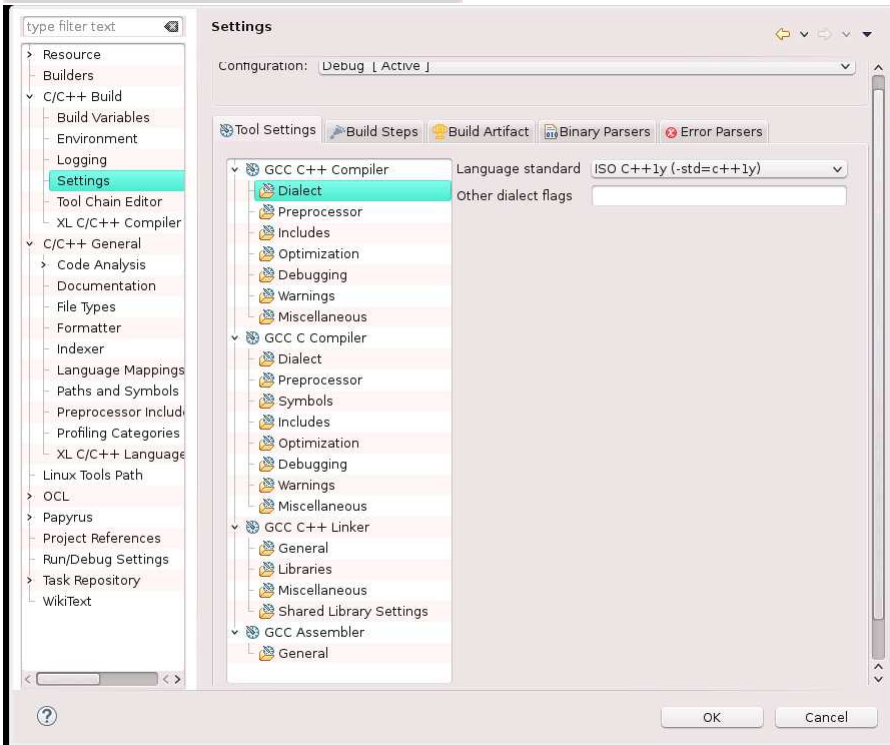 type filter text
Resource
Builders
C/C++ Build
Build Variables
Environment
Logging
Settings
Tool Chain Editor
XL C/C++ Compiler
C/C++ General
Code Analysis
Documentation
File Types
Formatter
Indexer
Language Mappings
Paths and Symbols
Preprocessor Includ
Profiling Categories
XL C/C++ Language
Linux Tools Path
OCL
Papyrus
Project References
Run/Debug Settings
Task Repository
WikiText
Settings
Configuration: Debug [ Active ]
Tool Settings Build Steps Build Artifact Binary Parsers Error Parsers
GCC C++ Compiler
Dialect
Preprocessor
Includes
Optimization
Debugging
Warnings
Miscellaneous
GCC C Compiler
Dialect
Preprocessor
Symbols
Includes
Optimization
Debugging
Warnings
Miscellaneous
GCC C++ Linker
General
Libraries
Miscellaneous
Shared Library Settings
GCC Assembler
General
Language standard ISO C++1y (-std=c++1y)
Other dialect flags
OK Cancel